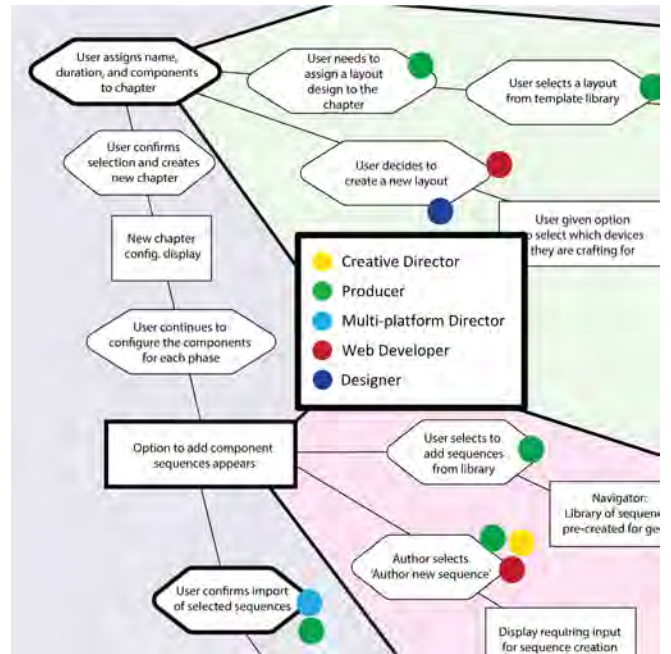 User assigns name,
duration, and components
to chapter
User needs to
assign a layout
design to the
chapter
User selects a layout
from template library
User confirms
selection and creates
new chapter
User decides to
create a new layout
New chapter
config. display
User given option
select which devices
they are crafting for
Creative Director
Producer
Multi-platform Director
Web Developer
Designer
User continues to
configure the components
for each phase
Option to add component
sequences appears
User selects to
add sequences
from library
Navigator:
Library of
pre-created for
Author selects
'Author new sequence'
User confirms import
of selected sequences
Display requiring input
for sequence creation